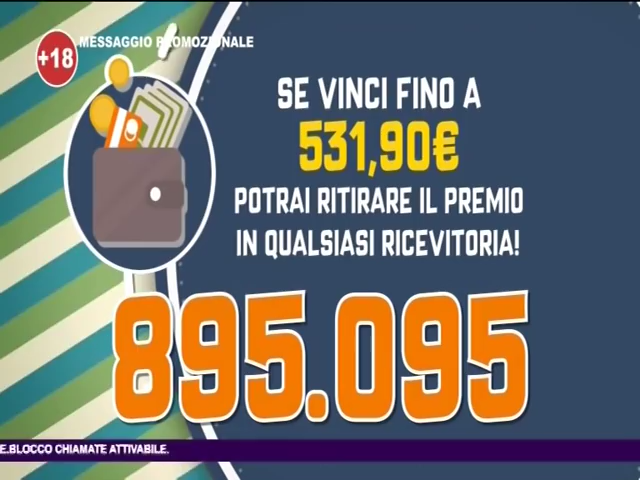 +18
MESSAGGIO PROMOZIONALE
SE VINCI FINO A
531,90€
POTRAI RITIRARE IL PREMIO
IN QUALSIASI RICEVITORIA!
895.095
E.BLOCCO CHIAMATE ATTIVABILE.